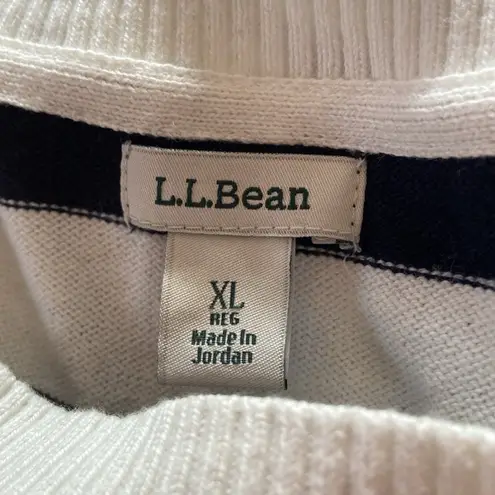 L.L.Bean
XL
REG
Made In
Jordan